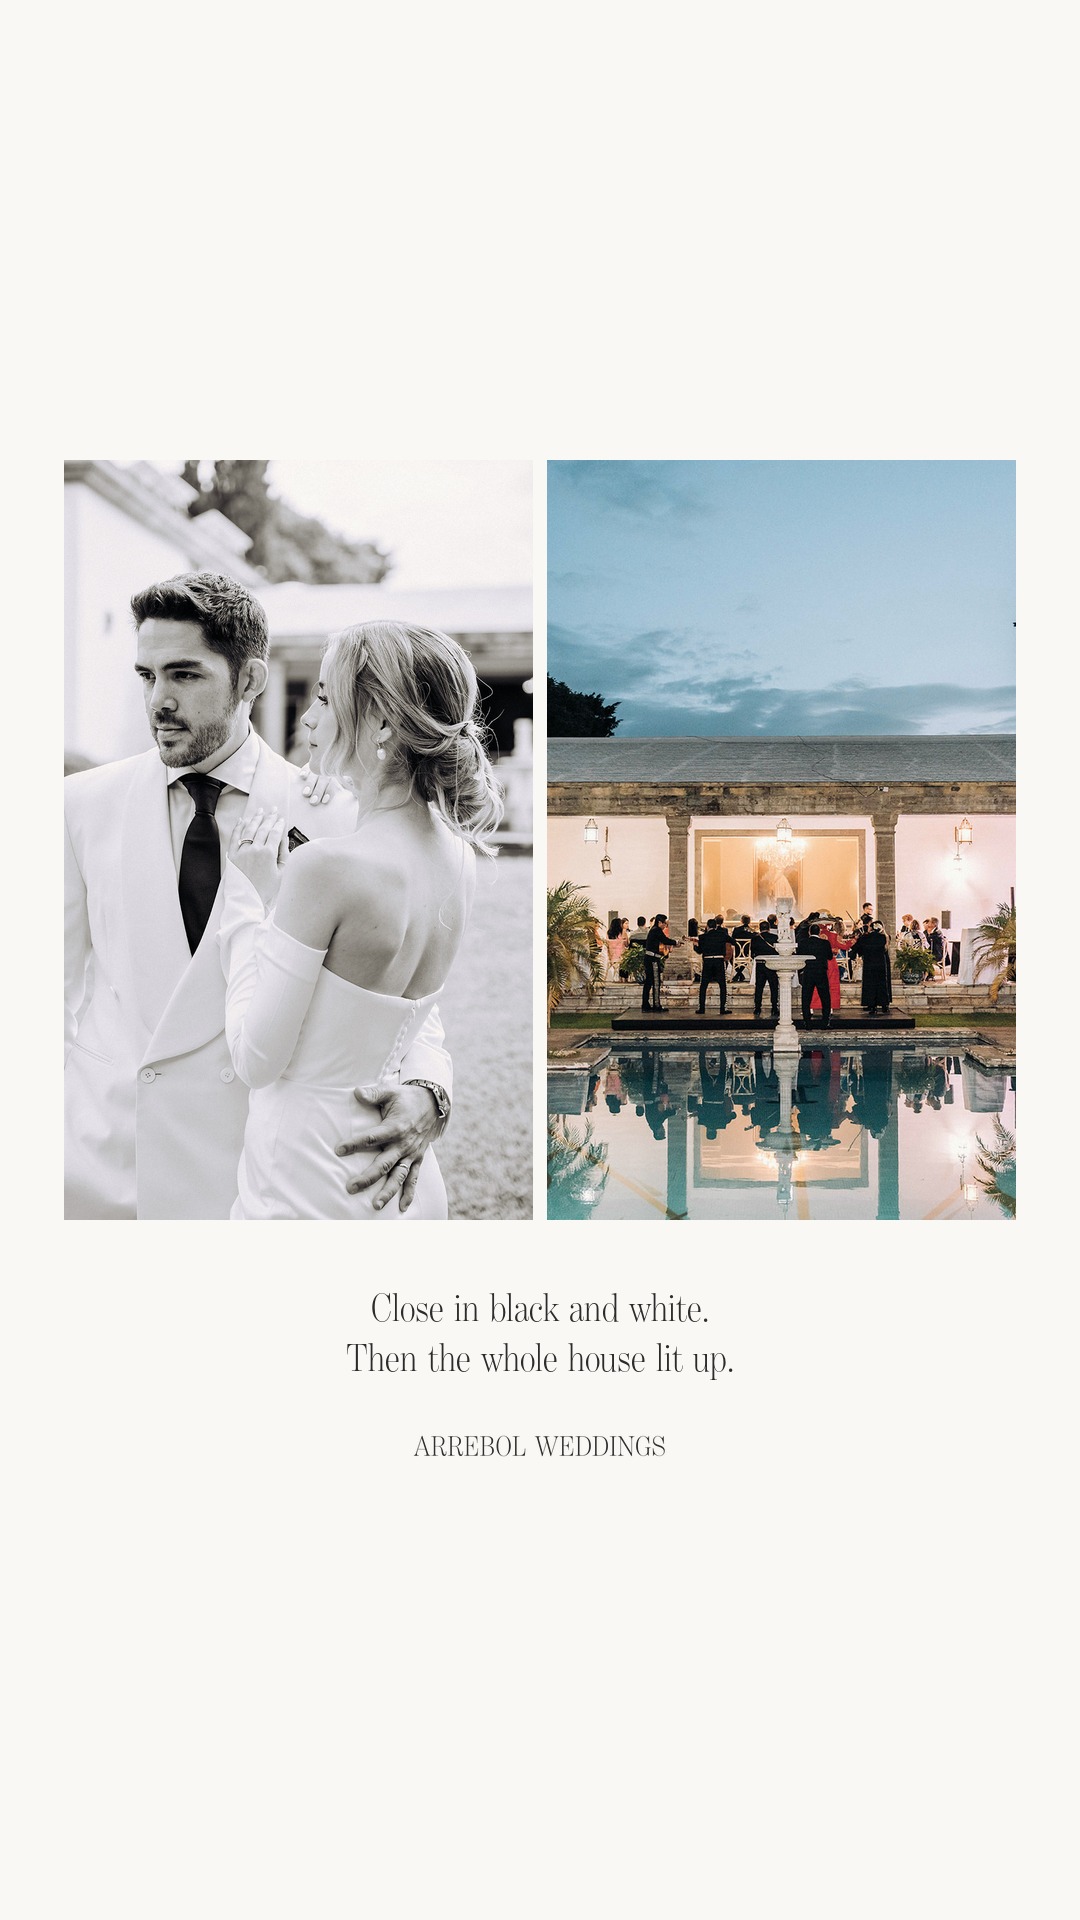 Close in black and white.
Then the whole house lit up.
ARREBOL WEDDINGS